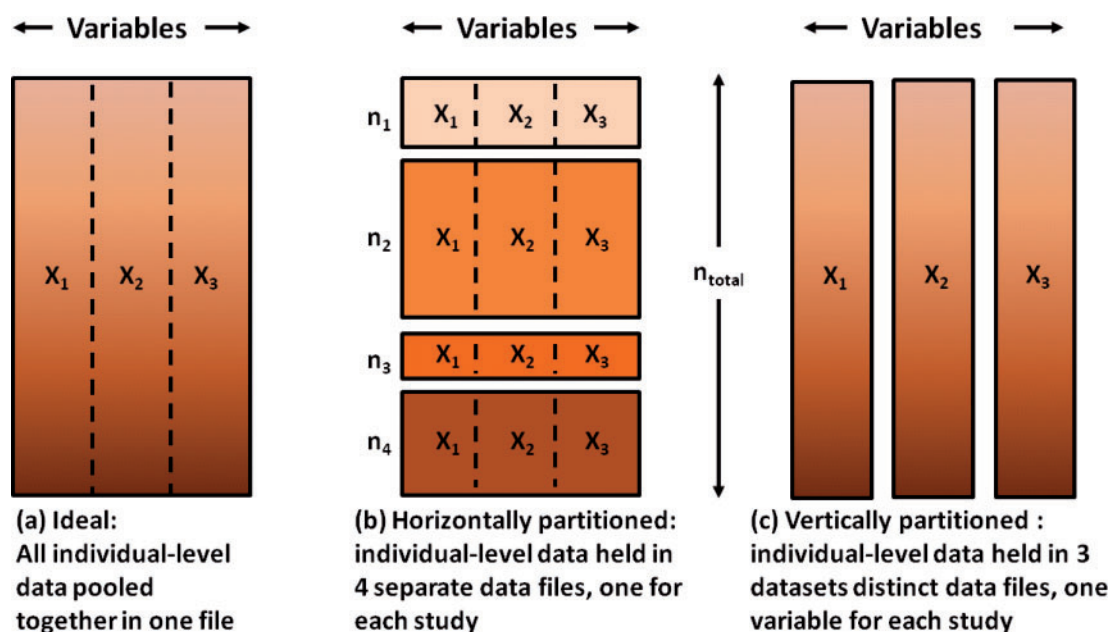 Variables
X₁ X₂ X₃
(a) Ideal:
All individual-level
data pooled
together in one file
Variables
n₁ X₁ X₂ X₃
n₂ X₁ X₂ X₃
n₃ X₁ X₂ X₃
n₄ X₁ X₂ X₃
(b) Horizontally partitioned:
individual-level data held in
4 separate data files, one for
each study
Variables
n_total
X₁ X₂ X₃
(c) Vertically partitioned :
individual-level data held in 3
datasets distinct data files, one
variable for each study